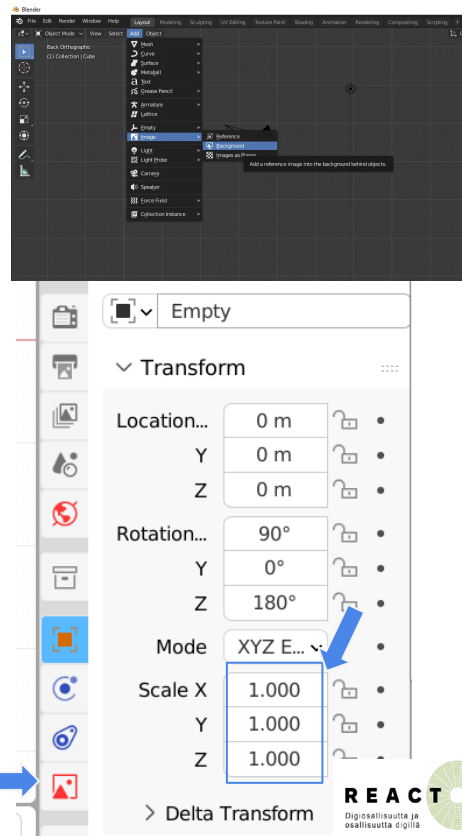 Blender
File Edit Render Window Help Layout Modeling Sculpting UV Editing Texture Paint Shading Animation Rendering Compositing Scripting +
Object Mode View Select Add Object
Back Orthographic
(1) Collection | Cube
Mesh
Curve
Surface
Metaball
Text
Grease Pencil
Armature
Lattice
Empty
Image
Light
Light Probe
Camera
Speaker
Force Field
Collection Instance
Reference
Background
Images as Planes
Add a reference image into the background behind objects.
Empty
Transform
Location... 0 m
Y 0 m
Z 0 m
Rotation... 90°
Y 0°
Z 180°
Mode XYZ E...
Scale X 1.000
Y 1.000
Z 1.000
Delta Transform
REACT
Digiosallisuutta ja
osallisuutta digillä